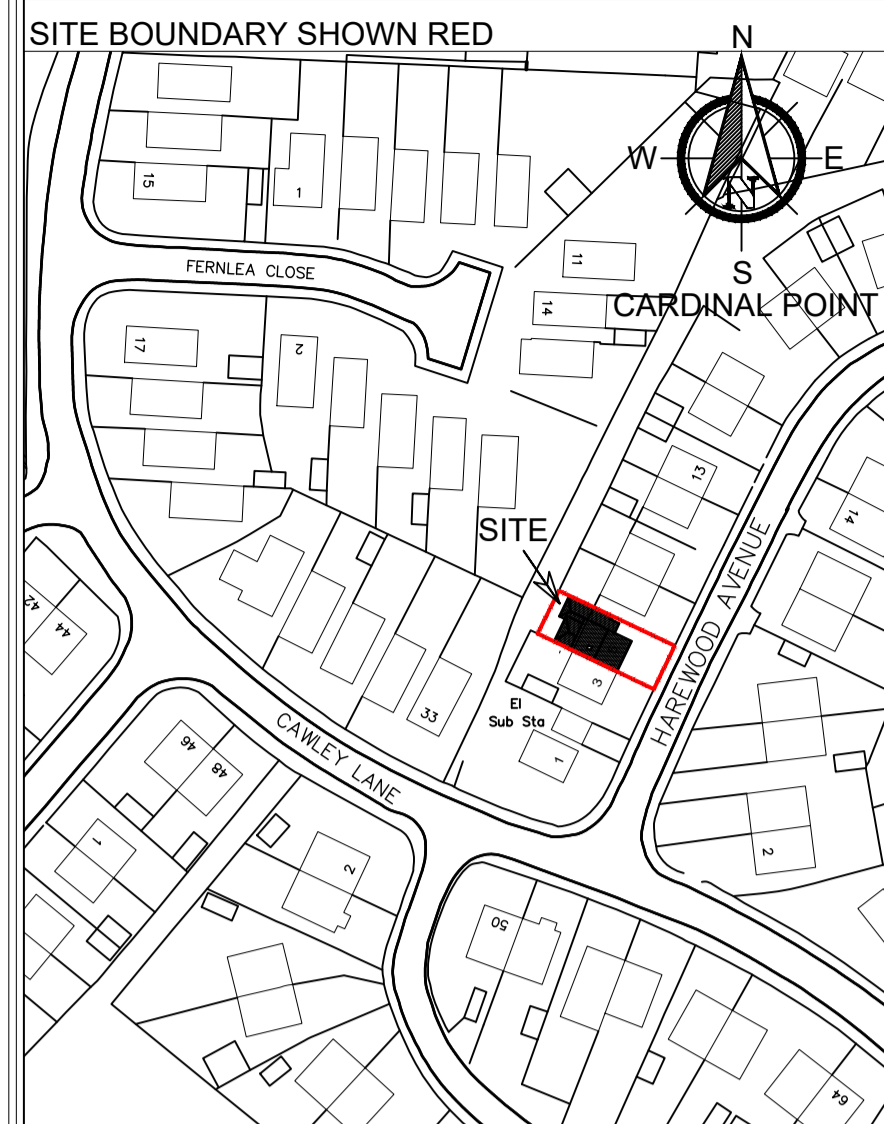 SITE BOUNDARY SHOWN RED
N
W
E
N
S
CARDINAL POINT
15
1
FERNLEA CLOSE
11
14
17
2
13
14
SITE
HAREWOOD AVENUE
42
44
3
El
Sub Sta
33
1
CAWLEY LANE
46
48
1
2
2
50
64